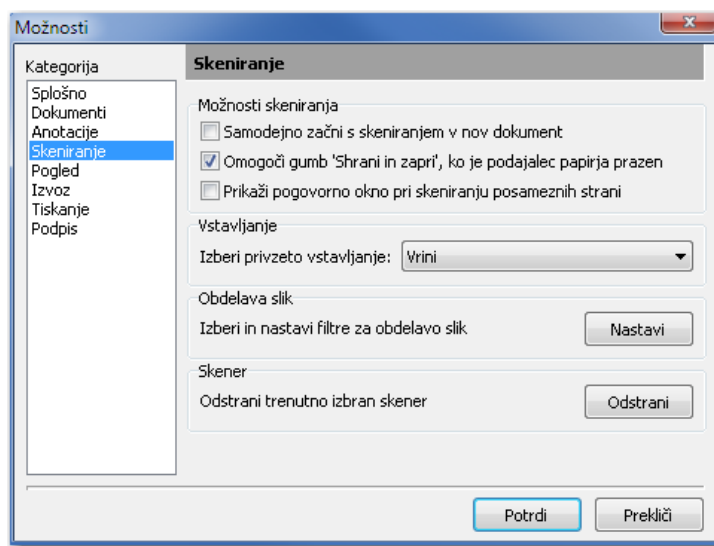 Možnosti
Kategorija
Splošno
Dokumenti
Anotacije
Skeniranje
Pogled
Izvoz
Tiskanje
Podpis
Skeniranje
Možnosti skeniranja
Samodejno začni s skeniranjem v nov dokument
Omogoči gumb 'Shrani in zapri', ko je podajalec papirja prazen
Prikaži pogovorno okno pri skeniranju posameznih strani
Vstavljanje
Izberi privzeto vstavljanje: Vrini
Obdelava slik
Izberi in nastavi filtre za obdelavo slik Nastavi
Skener
Odstrani trenutno izbran skener Odstrani
Potrdi Prekliči